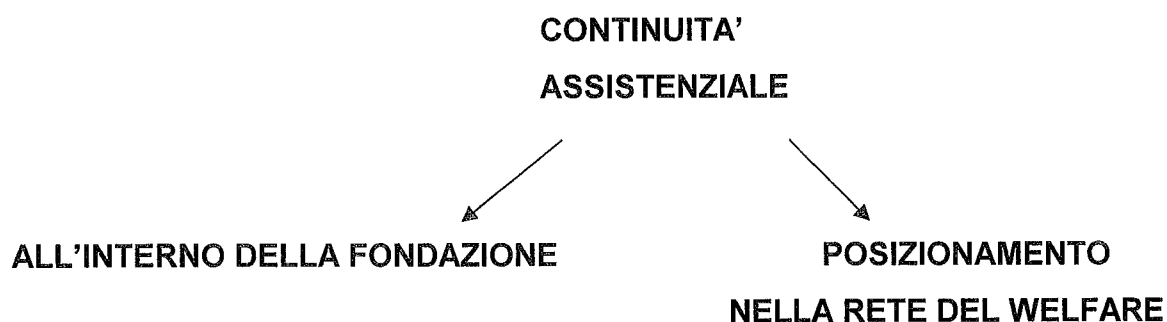 CONTINUITA'
ASSISTENZIALE
ALL'INTERNO DELLA FONDAZIONE
POSIZIONAMENTO
NELLA RETE DEL WELFARE